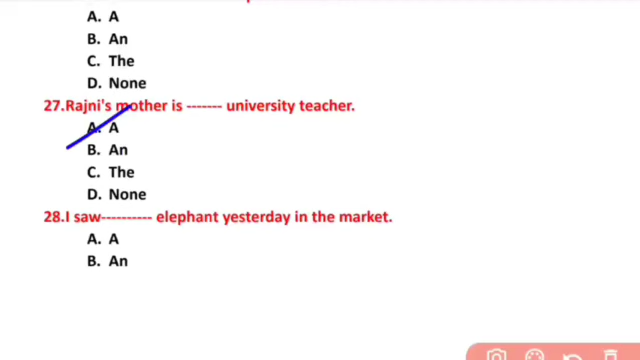 A. A
B. An
C. The
D. None
27.Rajni's mother is ------- university teacher.
A. A
B. An
C. The
D. None
28.I saw---------- elephant yesterday in the market.
A. A
B. An